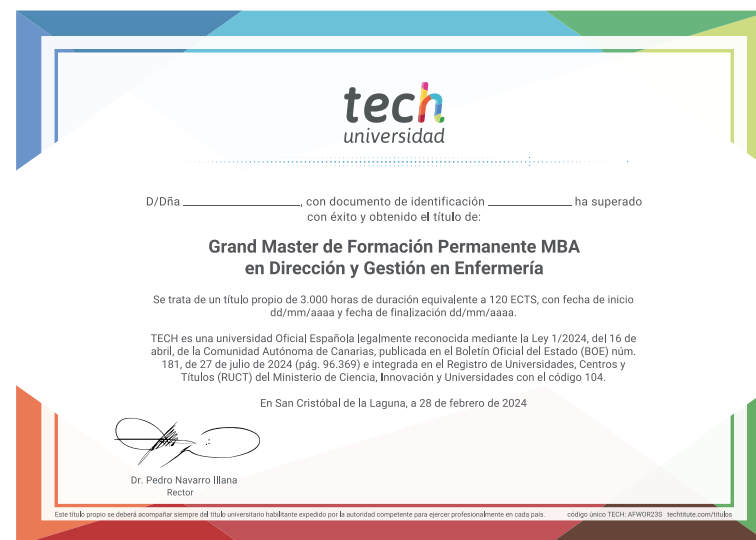 tech
universidad
D/Dña ____________________, con documento de identificación ______________ ha superado
con éxito y obtenido el título de:
Grand Master de Formación Permanente MBA
en Dirección y Gestión en Enfermería
Se trata de un título propio de 3.000 horas de duración equivalente a 120 ECTS, con fecha de inicio
dd/mm/aaaa y fecha de finalización dd/mm/aaaa.
TECH es una universidad Oficial Española legalmente reconocida mediante la Ley 1/2024, del 16 de
abril, de la Comunidad Autónoma de Canarias, publicada en el Boletín Oficial del Estado (BOE) núm.
181, de 27 de julio de 2024 (pág. 96.369) e integrada en el Registro de Universidades, Centros y
Títulos (RUCT) del Ministerio de Ciencia, Innovación y Universidades con el código 104.
En San Cristóbal de la Laguna, a 28 de febrero de 2024
Dr. Pedro Navarro Illana
Rector
Este título propio se deberá acompañar siempre del título universitario habilitante expedido por la autoridad competente para ejercer profesionalmente en cada país. código único TECH: AFWOR23S techtitute.com/titulos